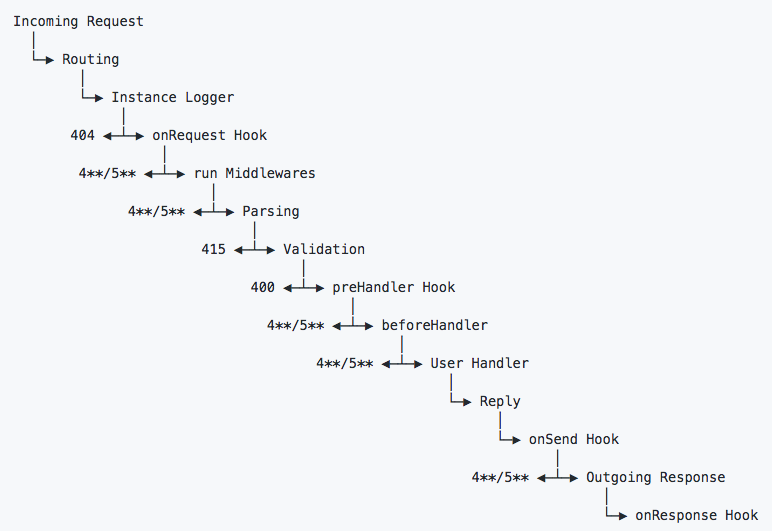 Incoming Request
Routing
Instance Logger
404 onRequest Hook
4**/5** run Middlewares
4**/5** Parsing
415 Validation
400 preHandler Hook
4**/5** beforeHandler
4**/5** User Handler
Reply
onSend Hook
4**/5** Outgoing Response
onResponse Hook